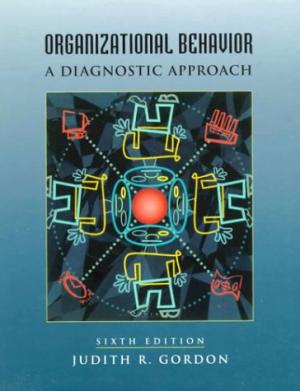 ORGANIZATIONAL BEHAVIOR
A DIAGNOSTIC APPROACH
SIXTH EDITION
JUDITH R. GORDON